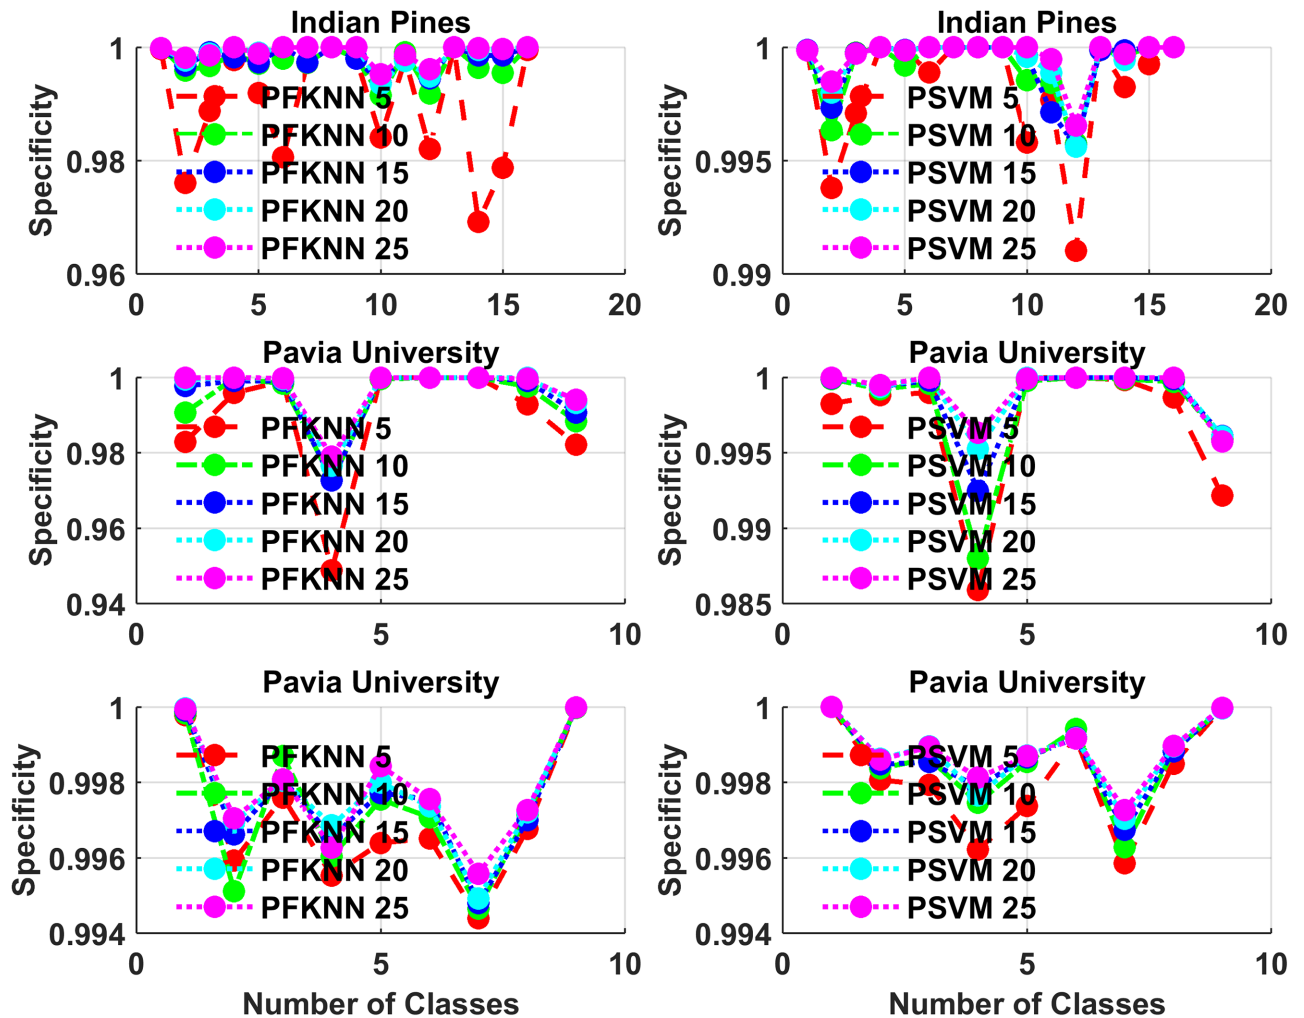 Indian Pines
Specificity
1
0.98
0.96
0 5 10 15 20
PFKNN 5
PFKNN 10
PFKNN 15
PFKNN 20
PFKNN 25
Indian Pines
Specificity
1
0.995
0.99
0 5 10 15 20
PSVM 5
PSVM 10
PSVM 15
PSVM 20
PSVM 25
Pavia University
Specificity
1
0.98
0.96
0.94
0 5 10
PFKNN 5
PFKNN 10
PFKNN 15
PFKNN 20
PFKNN 25
Pavia University
Specificity
1
0.995
0.99
0.985
0 5 10
PSVM 5
PSVM 10
PSVM 15
PSVM 20
PSVM 25
Pavia University
Specificity
1
0.998
0.996
0.994
0 5 10
PFKNN 5
PFKNN 10
PFKNN 15
PFKNN 20
PFKNN 25
Number of Classes
Pavia University
Specificity
1
0.998
0.996
0.994
0 5 10
PSVM 5
PSVM 10
PSVM 15
PSVM 20
PSVM 25
Number of Classes